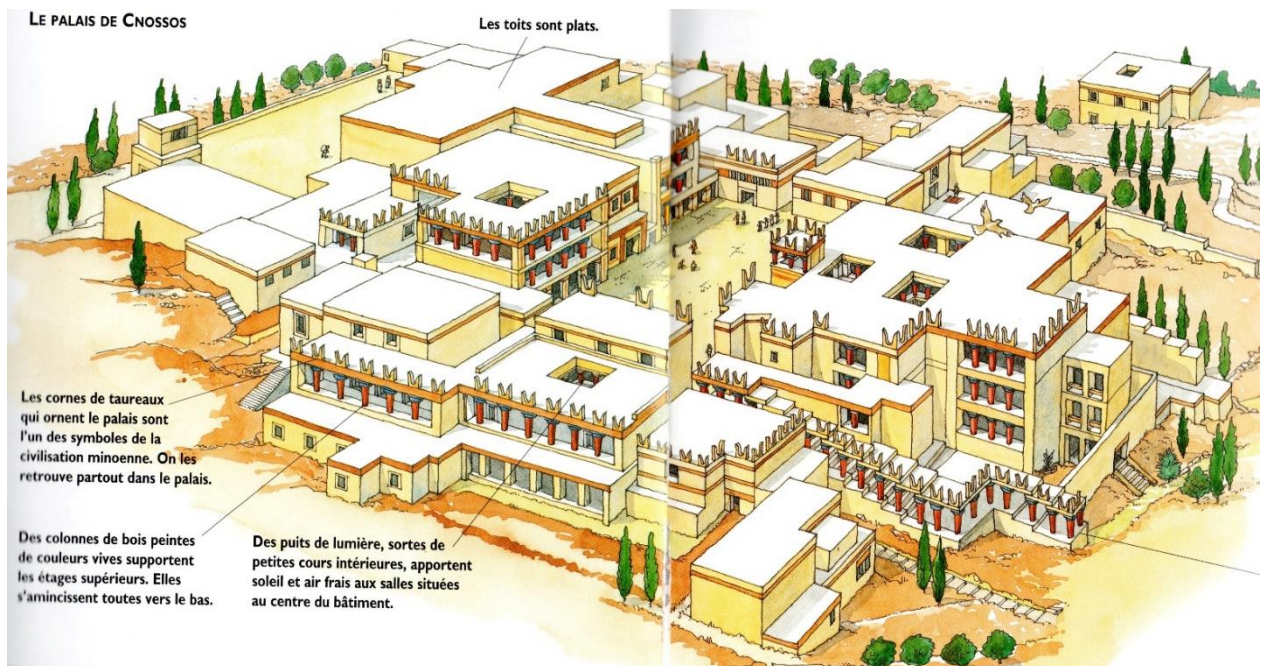 LE PALAIS DE CNOSSOS
Les toits sont plats.
Les cornes de taureaux
qui ornent le palais sont
l'un des symboles de la
civilisation minoenne. On les
retrouve partout dans le palais.
Des colonnes de bois peintes
de couleurs vives supportent
les étages supérieurs. Elles
s'amincissent toutes vers le bas.
Des puits de lumière, sortes de
petites cours intérieures, apportent
soleil et air frais aux salles situées
au centre du bâtiment.